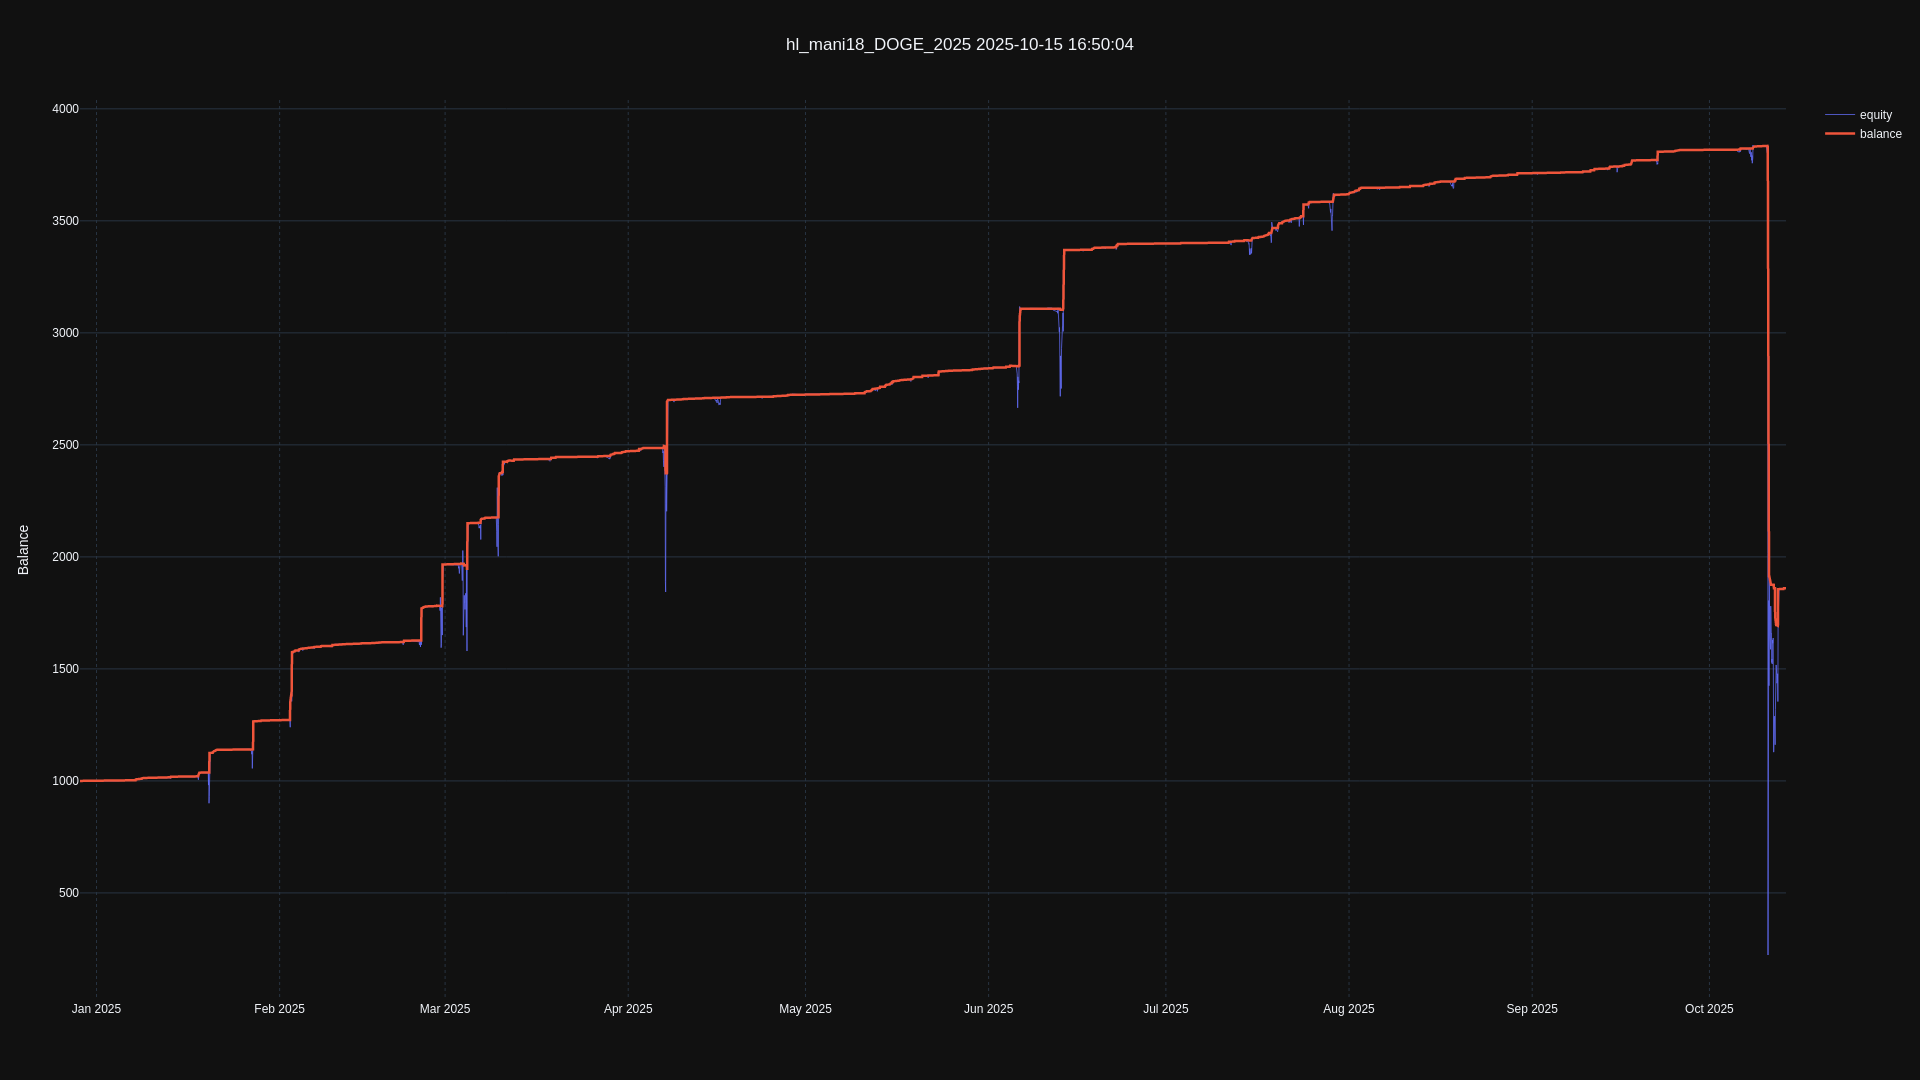 hl_mani18_DOGE_2025 2025-10-15 16:50:04
equity
balance
Balance
4000
3500
3000
2500
2000
1500
1000
500
Jan 2025
Feb 2025
Mar 2025
Apr 2025
May 2025
Jun 2025
Jul 2025
Aug 2025
Sep 2025
Oct 2025